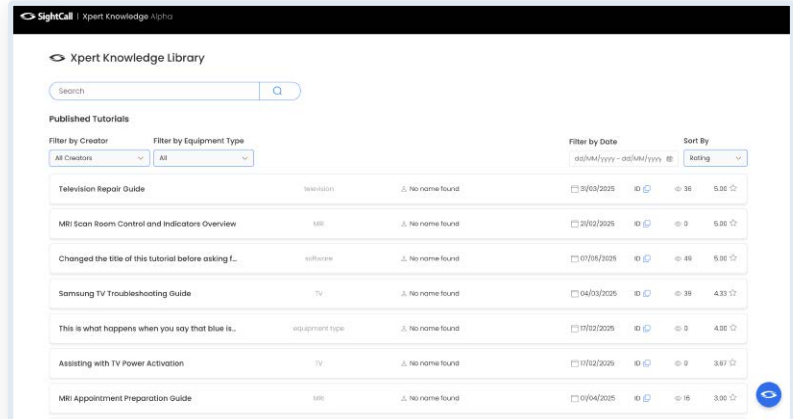 SightCall | Xpert Knowledge Alpha
Xpert Knowledge Library
Search
Published Tutorials
Filter by Creator Filter by Equipment Type Filter by Date Sort By
All Creators All dd/MM/yyyy - dd/MM/yyyy Rating
Television Repair Guide television No name found 31/03/2025 ID 36 5.00
MRI Scan Room Control and Indicators Overview MRI No name found 21/02/2025 ID 0 5.00
Changed the title of this tutorial before asking f... software No name found 07/05/2025 ID 49 5.00
Samsung TV Troubleshooting Guide TV No name found 04/03/2025 ID 39 4.33
This is what happens when you say that blue is... equipment type No name found 17/02/2025 ID 0 4.00
Assisting with TV Power Activation TV No name found 17/02/2025 ID 0 3.67
MRI Appointment Preparation Guide MRI No name found 01/04/2025 ID 16 3.00